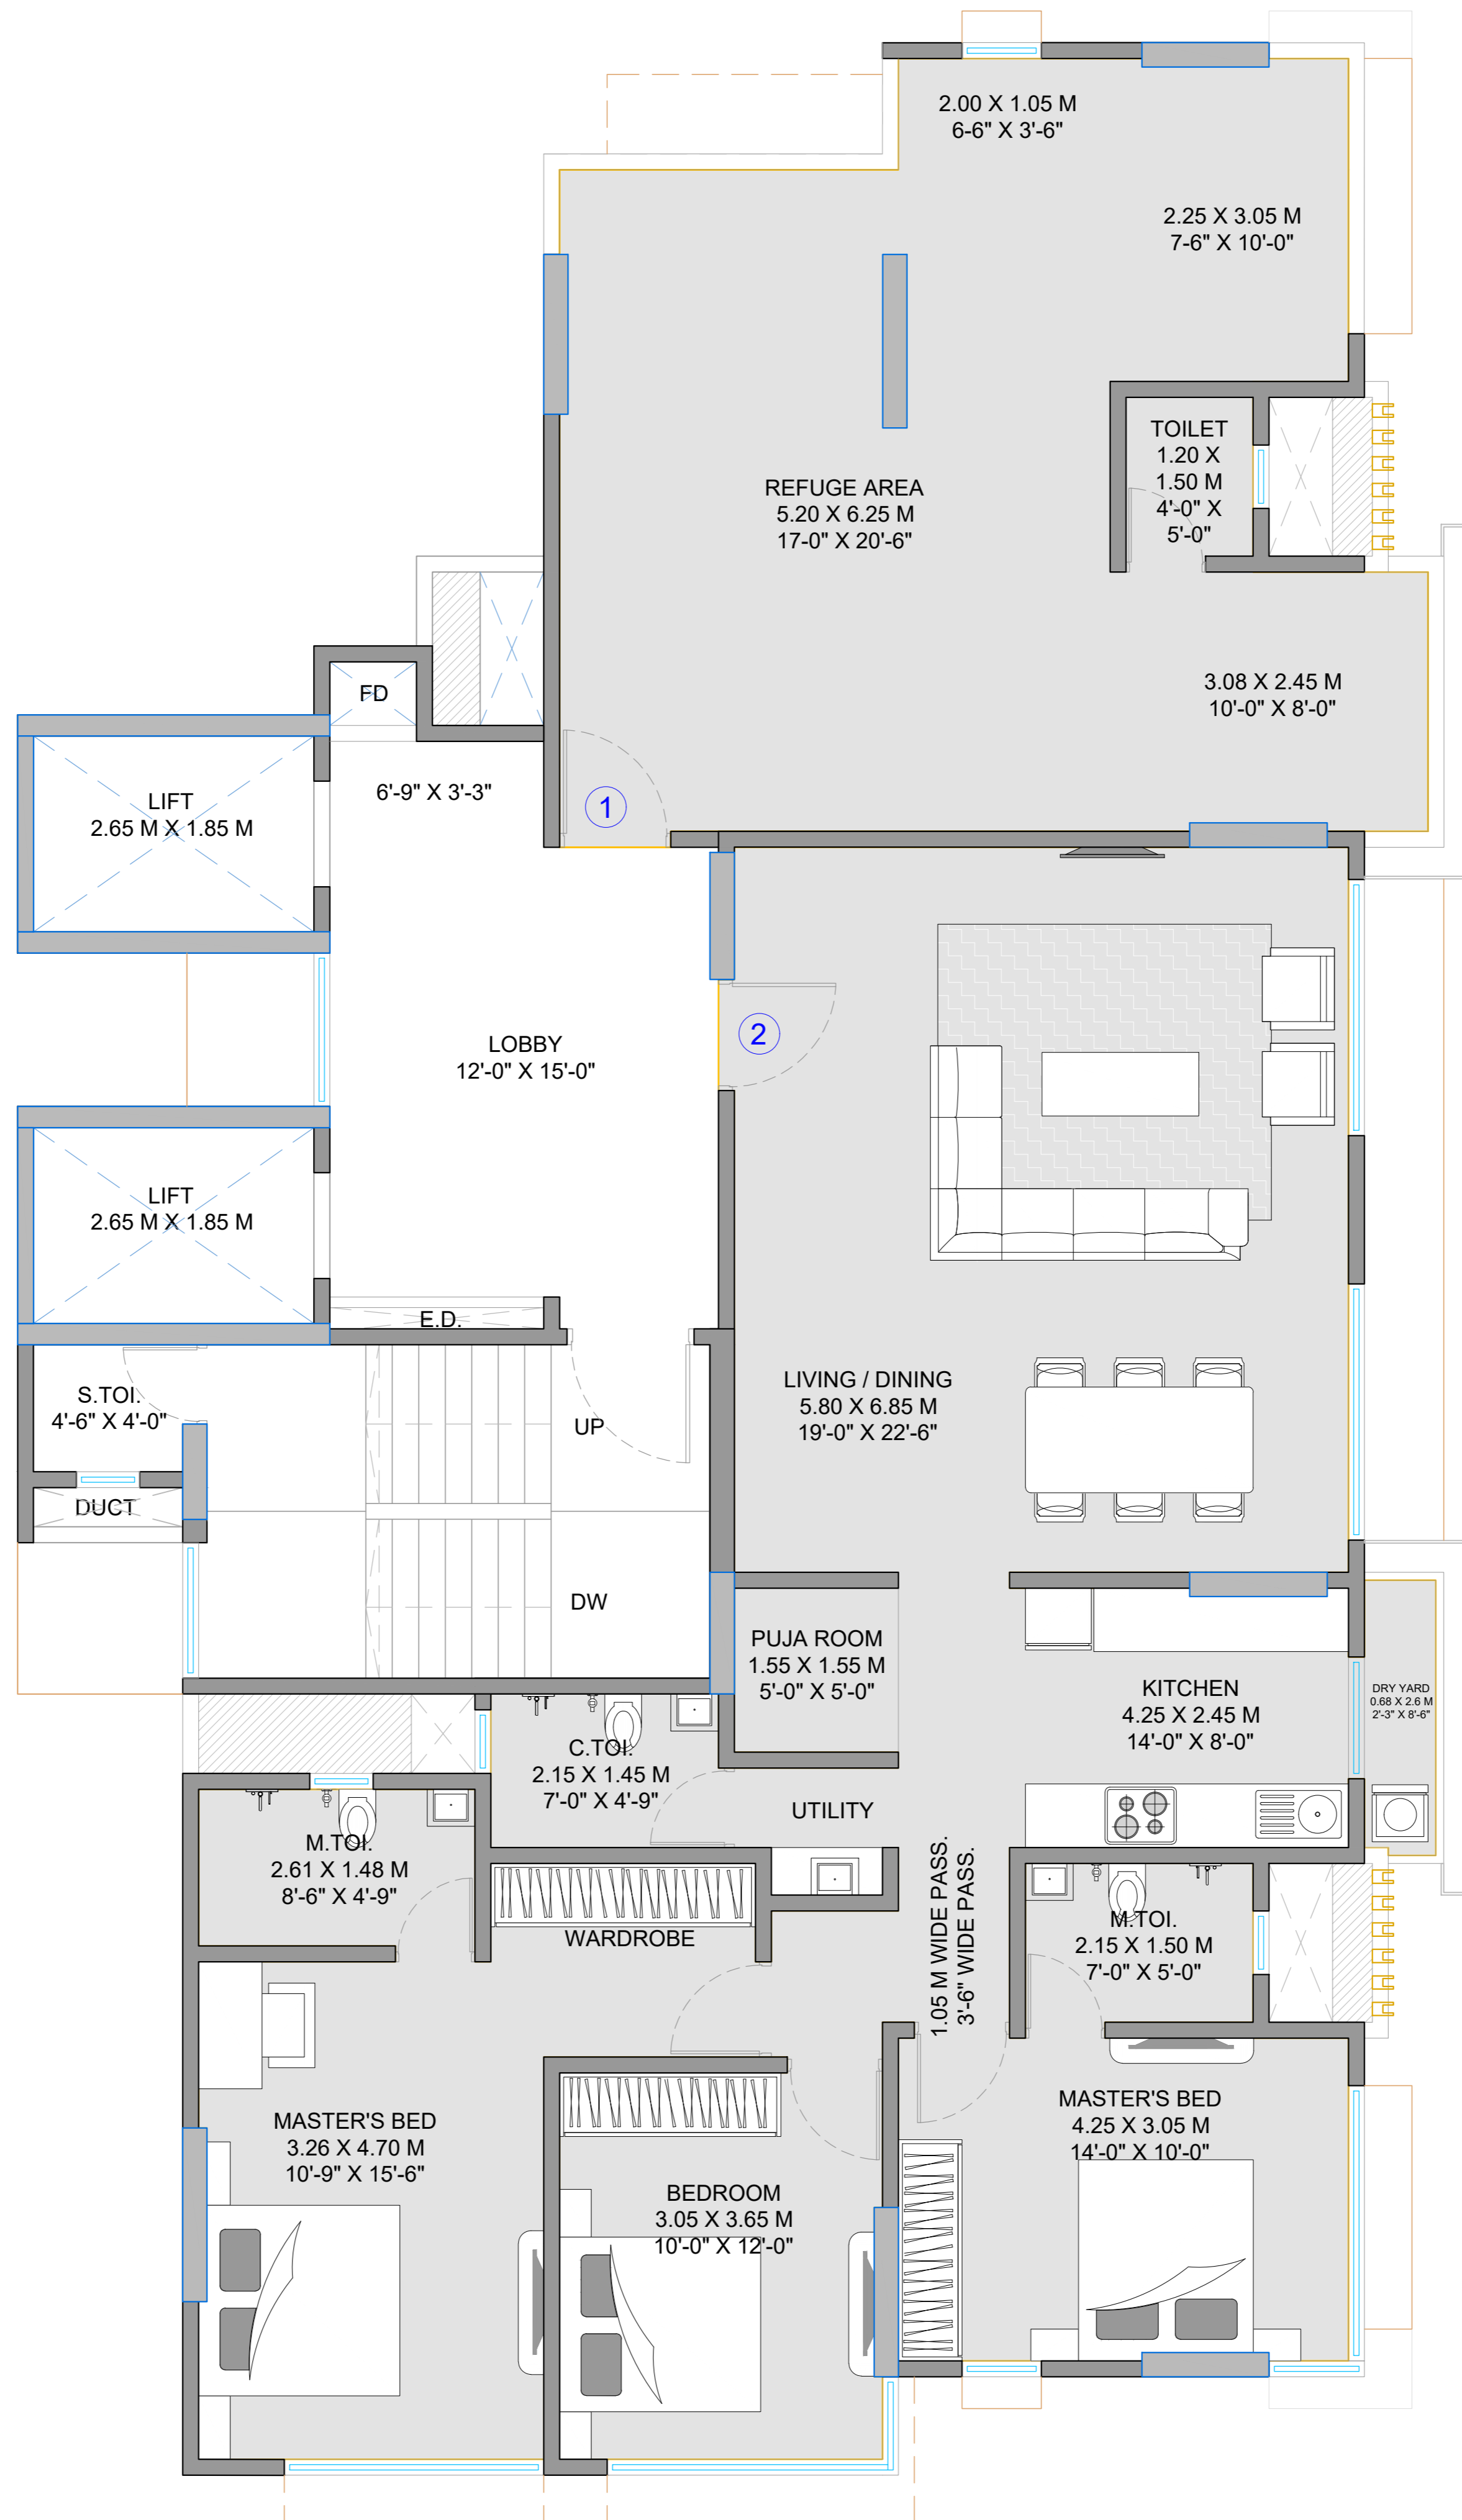 2.00 X 1.05 M
6-6" X 3'-6"
2.25 X 3.05 M
7-6" X 10'-0"
TOILET
1.20 X
1.50 M
4'-0" X
5'-0"
REFUGE AREA
5.20 X 6.25 M
17-0" X 20'-6"
3.08 X 2.45 M
10'-0" X 8'-0"
FD
LIFT
2.65 M X 1.85 M
6'-9" X 3'-3"
1
2
LOBBY
12'-0" X 15'-0"
LIFT
2.65 M X 1.85 M
E.D.
S.TOI.
4'-6" X 4'-0"
DUCT
UP
DW
LIVING / DINING
5.80 X 6.85 M
19'-0" X 22'-6"
PUJA ROOM
1.55 X 1.55 M
5'-0" X 5'-0"
KITCHEN
4.25 X 2.45 M
14'-0" X 8'-0"
DRY YARD
0.68 X 2.6 M
2'-3" X 8'-6"
C.TOI.
2.15 X 1.45 M
7'-0" X 4'-9"
UTILITY
M.TOI.
2.61 X 1.48 M
8'-6" X 4'-9"
WARDROBE
1.05 M WIDE PASS.
3'-6" WIDE PASS.
M.TOI.
2.15 X 1.50 M
7'-0" X 5'-0"
MASTER'S BED
3.26 X 4.70 M
10'-9" X 15'-6"
BEDROOM
3.05 X 3.65 M
10'-0" X 12'-0"
MASTER'S BED
4.25 X 3.05 M
14'-0" X 10'-0"